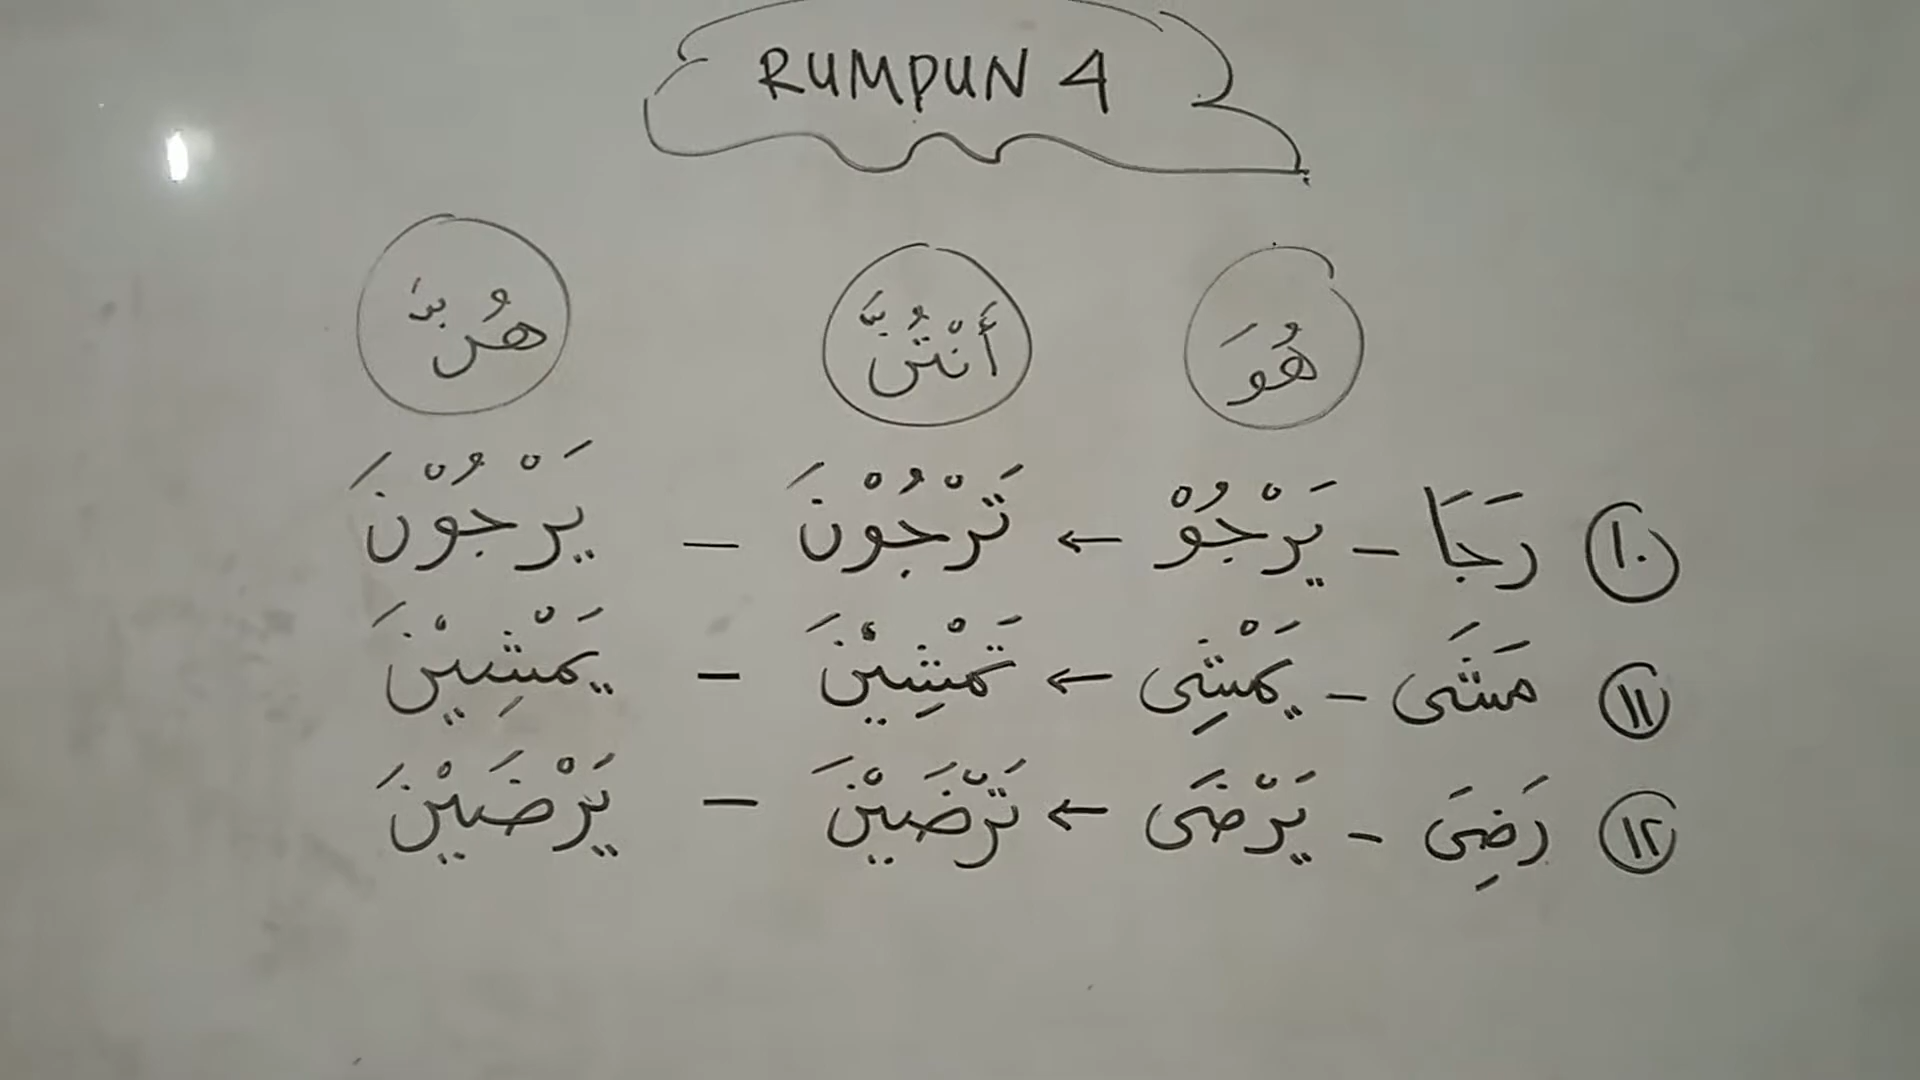 RUMPUN 4
هُوَ أَنْتُنَّ هُنَّ
١٠ رَجَا - يَرْجُوْ ← تَرْجُوْنَ - يَرْجُوْنَ
١١ مَشَى - يَمْشِى ← تَمْشِيْنَ - يَمْشِيْنَ
١٢ رَضِىَ - يَرْضَى ← تَرْضَيْنَ - يَرْضَيْنَ